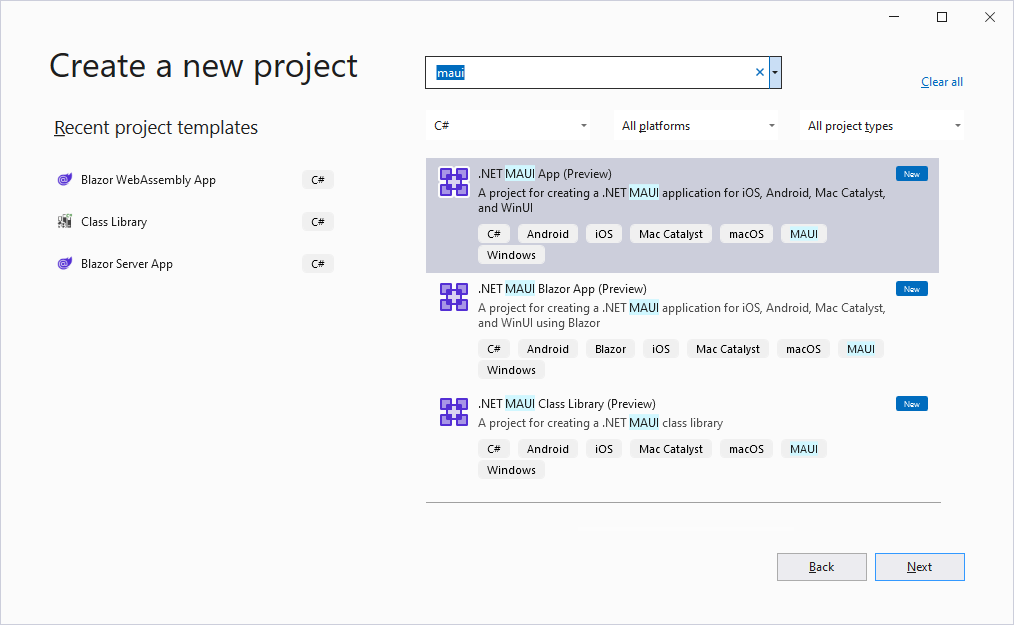 Create a new project
Recent project templates
Blazor WebAssembly App C#
Class Library C#
Blazor Server App C#
maui
Clear all
C# All platforms All project types
.NET MAUI App (Preview) New
A project for creating a .NET MAUI application for iOS, Android, Mac Catalyst,
and WinUI
C# Android iOS Mac Catalyst macOS MAUI
Windows
.NET MAUI Blazor App (Preview) New
A project for creating a .NET MAUI application for iOS, Android, Mac Catalyst,
and WinUI using Blazor
C# Android Blazor iOS Mac Catalyst macOS MAUI
Windows
.NET MAUI Class Library (Preview) New
A project for creating a .NET MAUI class library
C# Android iOS Mac Catalyst macOS MAUI
Windows
Back Next